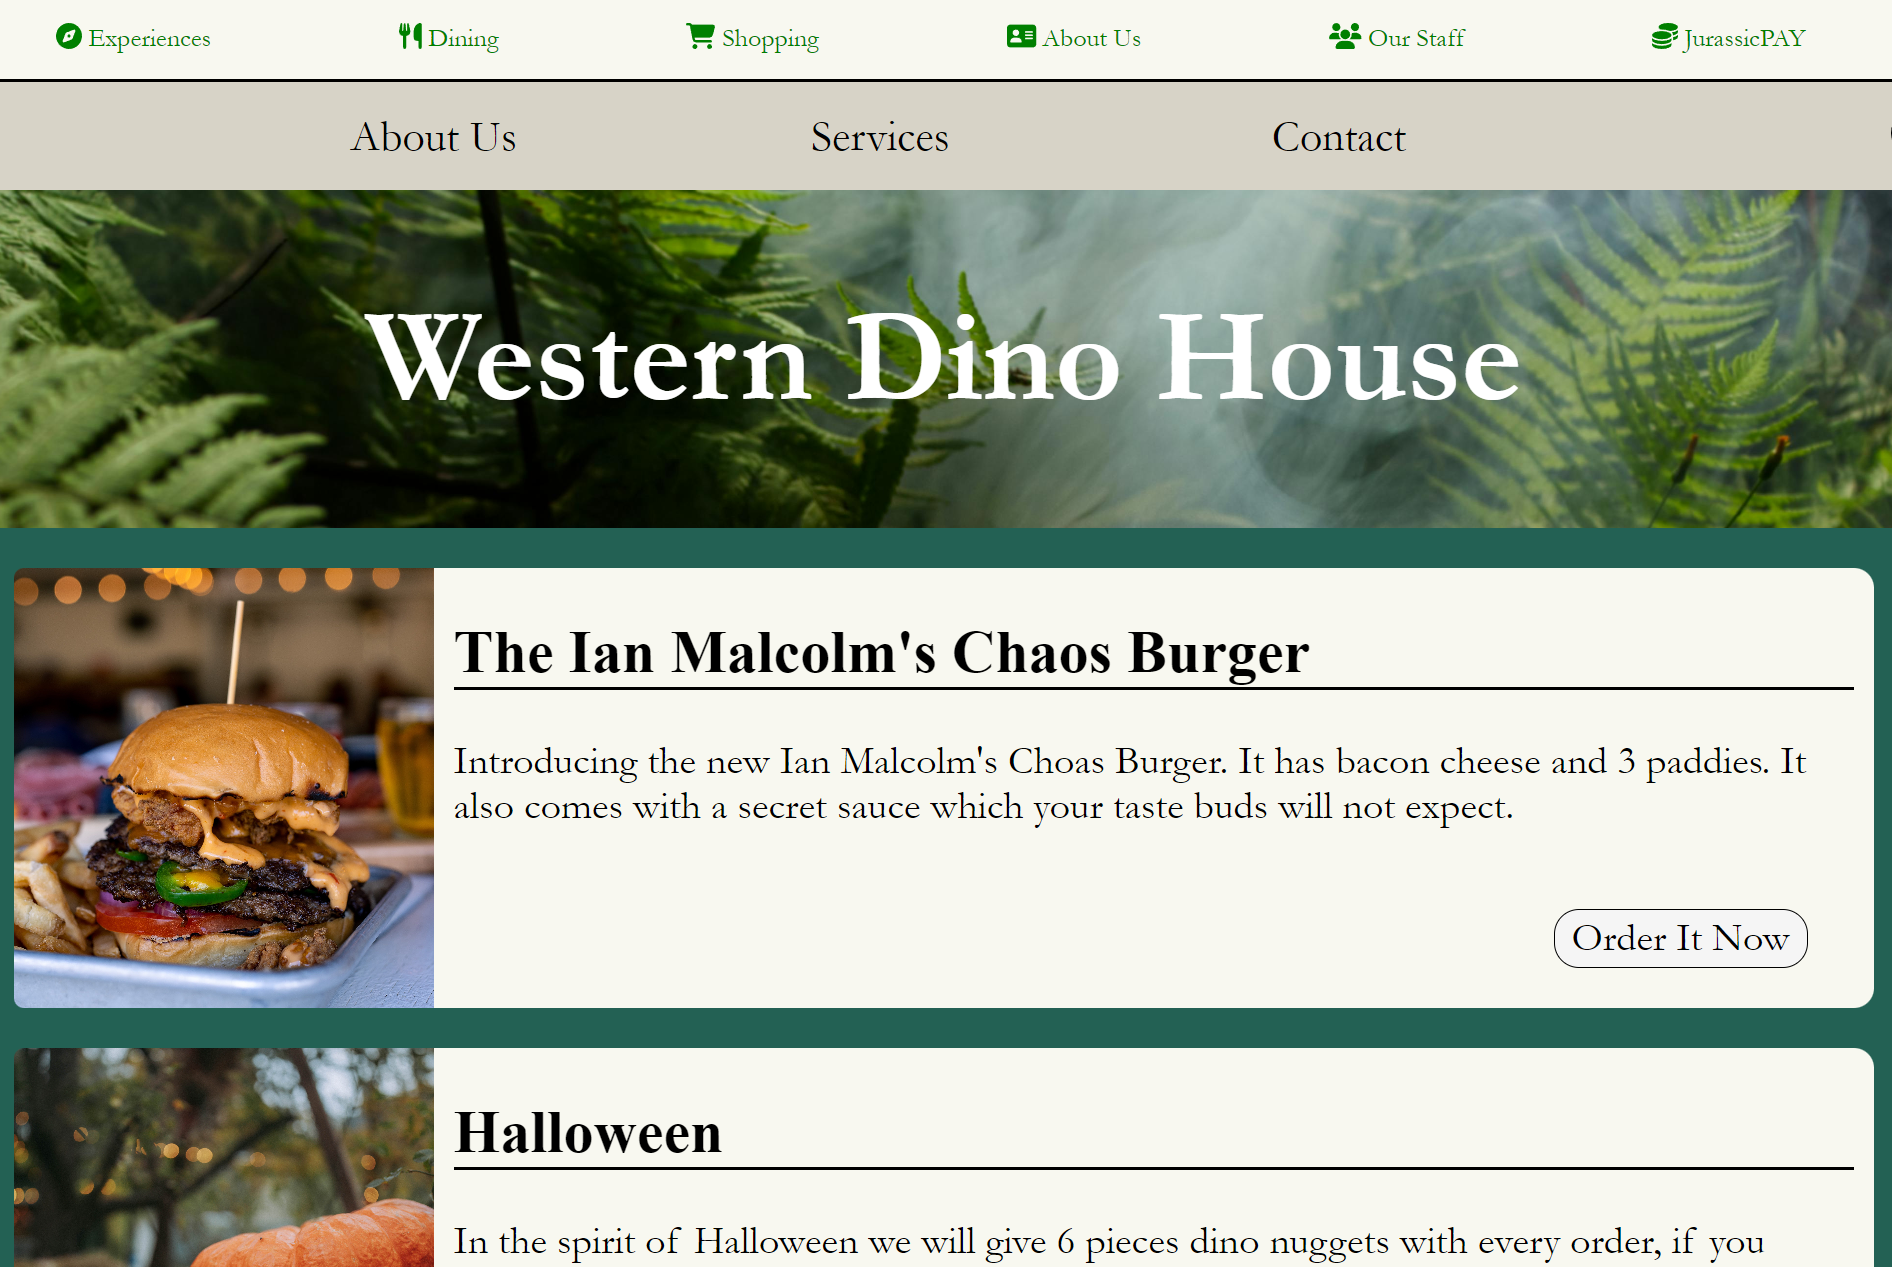 Experiences Dining Shopping About Us Our Staff JurassicPAY
About Us Services Contact
Western Dino House
The Ian Malcolm's Chaos Burger
Introducing the new Ian Malcolm's Choas Burger. It has bacon cheese and 3 paddies. It
also comes with a secret sauce which your taste buds will not expect.
Order It Now
Halloween
In the spirit of Halloween we will give 6 pieces dino nuggets with every order, if you